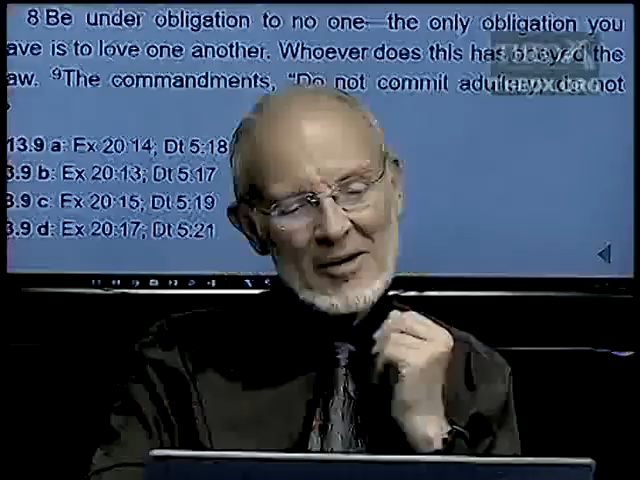 8 Be under obligation to no one—the only obligation you
ave is to love one another. Whoever does this has obeyed the
aw. 9The commandments, "Do not commit adultery; do not
13.9 a: Ex 20:14; Dt 5:18
3.9 b: Ex 20:13; Dt 5:17
3.9 c: Ex 20:15; Dt 5:19
3.9 d: Ex 20:17; Dt 5:21